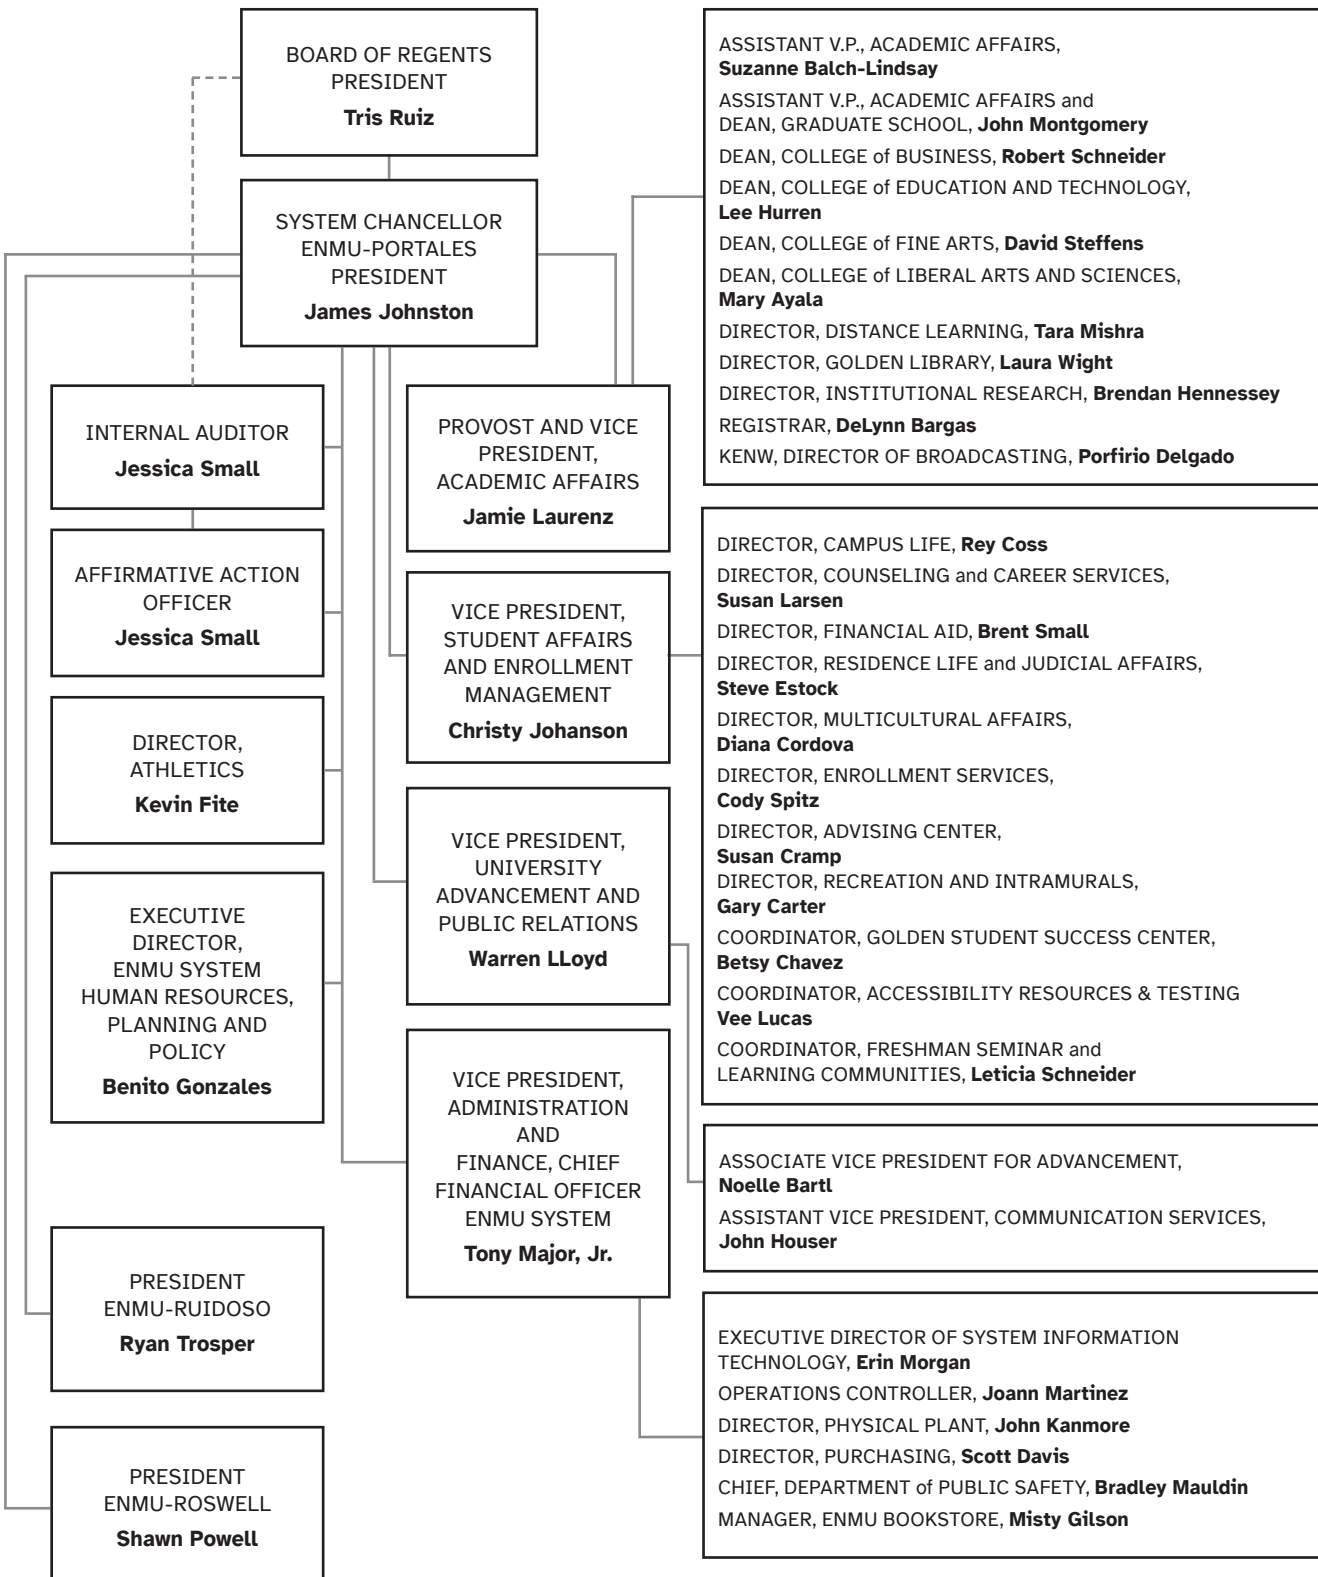 BOARD OF REGENTS
PRESIDENT
Tris Ruiz
SYSTEM CHANCELLOR
ENMU-PORTALES
PRESIDENT
James Johnston
INTERNAL AUDITOR
Jessica Small
AFFIRMATIVE ACTION
OFFICER
Jessica Small
DIRECTOR,
ATHLETICS
Kevin Fite
EXECUTIVE
DIRECTOR,
ENMU SYSTEM
HUMAN RESOURCES,
PLANNING AND
POLICY
Benito Gonzales
PRESIDENT
ENMU-RUIDOSO
Ryan Trosper
PRESIDENT
ENMU-ROSWELL
Shawn Powell
PROVOST AND VICE
PRESIDENT,
ACADEMIC AFFAIRS
Jamie Laurenz
VICE PRESIDENT,
STUDENT AFFAIRS
AND ENROLLMENT
MANAGEMENT
Christy Johanson
VICE PRESIDENT,
UNIVERSITY
ADVANCEMENT AND
PUBLIC RELATIONS
Warren LLoyd
VICE PRESIDENT,
ADMINISTRATION
AND
FINANCE, CHIEF
FINANCIAL OFFICER
ENMU SYSTEM
Tony Major, Jr.
ASSISTANT V.P., ACADEMIC AFFAIRS,
Suzanne Balch-Lindsay
ASSISTANT V.P., ACADEMIC AFFAIRS and
DEAN, GRADUATE SCHOOL, John Montgomery
DEAN, COLLEGE of BUSINESS, Robert Schneider
DEAN, COLLEGE of EDUCATION AND TECHNOLOGY,
Lee Hurren
DEAN, COLLEGE of FINE ARTS, David Steffens
DEAN, COLLEGE of LIBERAL ARTS AND SCIENCES,
Mary Ayala
DIRECTOR, DISTANCE LEARNING, Tara Mishra
DIRECTOR, GOLDEN LIBRARY, Laura Wight
DIRECTOR, INSTITUTIONAL RESEARCH, Brendan Hennessey
REGISTRAR, DeLynn Bargas
KENW, DIRECTOR OF BROADCASTING, Porfirio Delgado
DIRECTOR, CAMPUS LIFE, Rey Coss
DIRECTOR, COUNSELING and CAREER SERVICES,
Susan Larsen
DIRECTOR, FINANCIAL AID, Brent Small
DIRECTOR, RESIDENCE LIFE and JUDICIAL AFFAIRS,
Steve Estock
DIRECTOR, MULTICULTURAL AFFAIRS,
Diana Cordova
DIRECTOR, ENROLLMENT SERVICES,
Cody Spitz
DIRECTOR, ADVISING CENTER,
Susan Cramp
DIRECTOR, RECREATION AND INTRAMURALS,
Gary Carter
COORDINATOR, GOLDEN STUDENT SUCCESS CENTER,
Betsy Chavez
COORDINATOR, ACCESSIBILITY RESOURCES & TESTING
Vee Lucas
COORDINATOR, FRESHMAN SEMINAR and
LEARNING COMMUNITIES, Leticia Schneider
ASSOCIATE VICE PRESIDENT FOR ADVANCEMENT,
Noelle Bartl
ASSISTANT VICE PRESIDENT, COMMUNICATION SERVICES,
John Houser
EXECUTIVE DIRECTOR OF SYSTEM INFORMATION
TECHNOLOGY, Erin Morgan
OPERATIONS CONTROLLER, Joann Martinez
DIRECTOR, PHYSICAL PLANT, John Kanmore
DIRECTOR, PURCHASING, Scott Davis
CHIEF, DEPARTMENT of PUBLIC SAFETY, Bradley Mauldin
MANAGER, ENMU BOOKSTORE, Misty Gilson